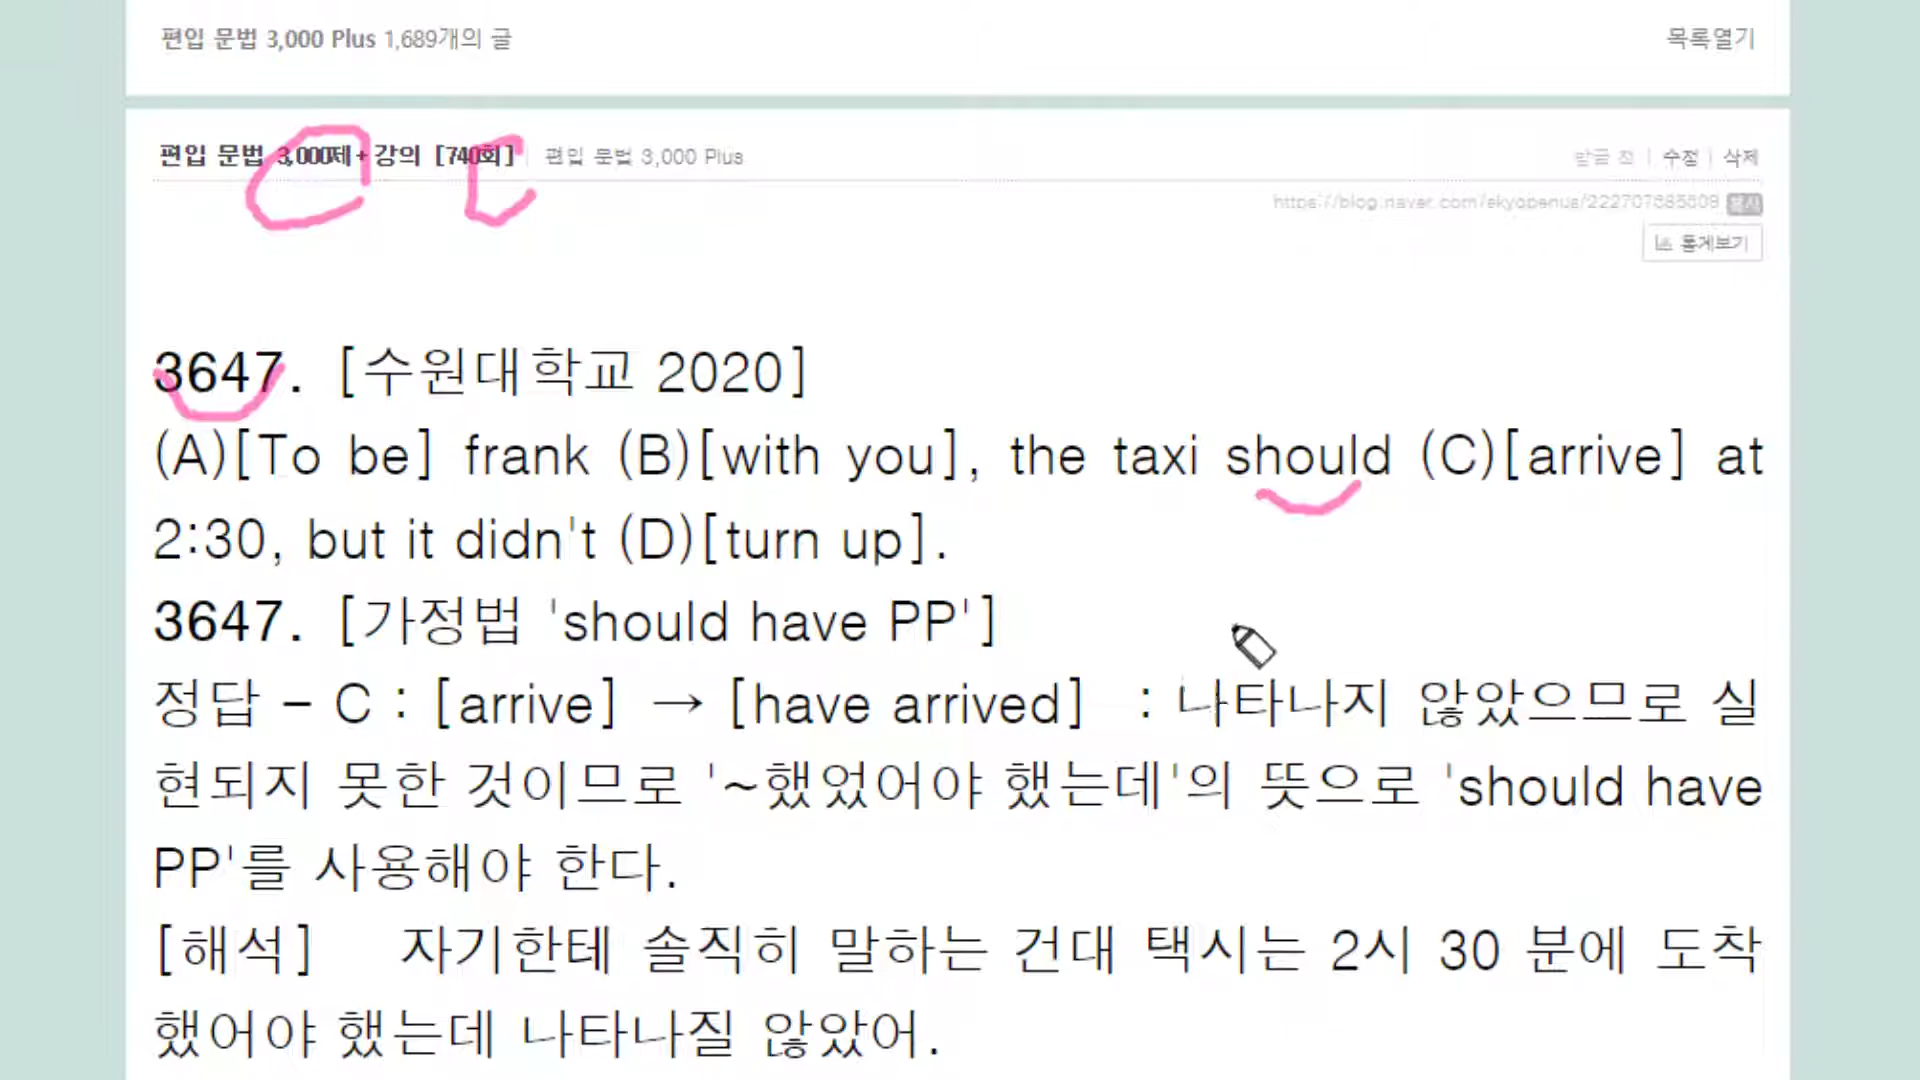 편입 문법 3,000 Plus 1,689개의 글
목록열기
편입 문법 3,000제+ 강의 [740회]
편입 문법 3,000 Plus
수정
삭제
통계보기
3647. [수원대학교 2020]
(A)[To be] frank (B)[with you], the taxi should (C)[arrive] at
2:30, but it didn't (D)[turn up].
3647. [가정법 'should have PP']
정답 – C : [arrive] → [have arrived] : 나타나지 않았으므로 실
현되지 못한 것이므로 '~했었어야 했는데'의 뜻으로 'should have
PP'를 사용해야 한다.
[해석] 자기한테 솔직히 말하는 건대 택시는 2시 30 분에 도착
했어야 했는데 나타나질 않았어.